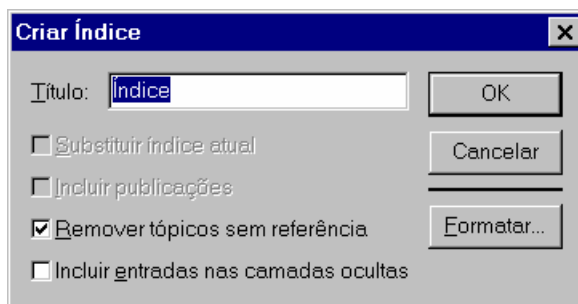 Criar Índice
Título: Índice
OK
Substituir índice atual
Cancelar
Incluir publicações
Remover tópicos sem referência
Formatar...
Incluir entradas nas camadas ocultas